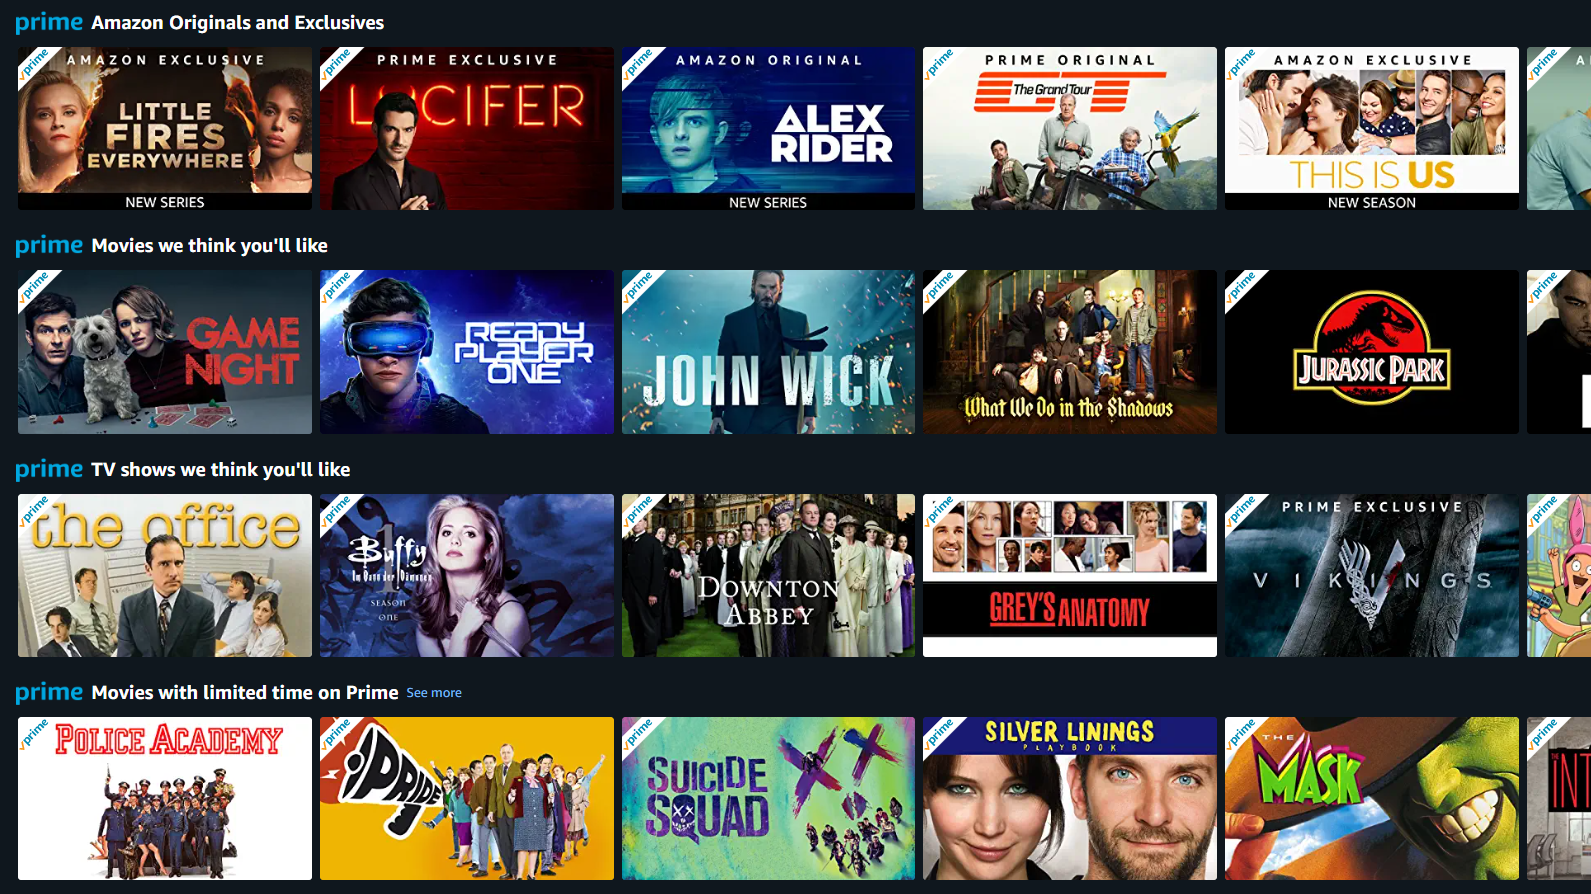 prime Amazon Originals and Exclusives
prime
AMAZON EXCLUSIVE
LITTLE
FIRES
EVERYWHERE
NEW SERIES
prime
PRIME EXCLUSIVE
LUCIFER
prime
AMAZON ORIGINAL
ALEX
RIDER
NEW SERIES
prime
PRIME ORIGINAL
GT
The Grand Tour
prime
AMAZON EXCLUSIVE
THIS IS US
NEW SEASON
prime
A
prime Movies we think you'll like
prime
GAME
NIGHT
prime
READY
PLAYER
ONE
prime
JOHN WICK
prime
What We Do in the Shadows
prime
JURASSIC PARK
prime
prime TV shows we think you'll like
prime
the office
prime
Buffy
Im Bann der Dämonen
1
SEASON
ONE
prime
DOWNTON
ABBEY
prime
GREY'S ANATOMY
prime
PRIME EXCLUSIVE
VIKINGS
prime
prime Movies with limited time on Prime See more
prime
POLICE ACADEMY
prime
PRIDE
prime
SUICIDE
SQUAD
prime
SILVER LININGS
PLAYBOOK
prime
THE
MASK
prime
INT